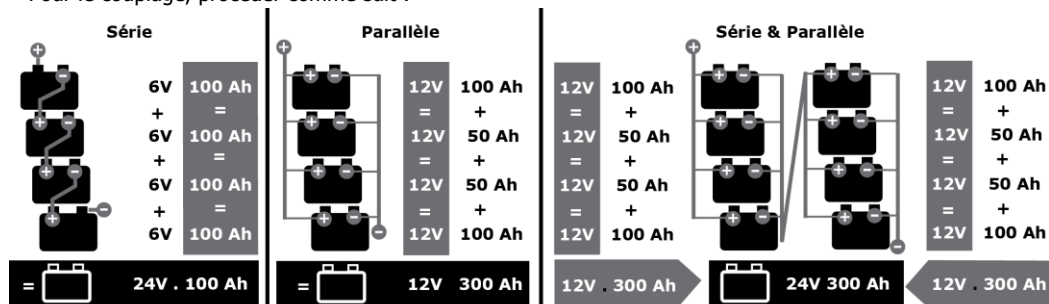 Pour le couplage, procéder comme suit :
Série
6V 100 Ah
+ =
6V 100 Ah
+ =
6V 100 Ah
+ =
6V 100 Ah
= 24V . 100 Ah
Parallèle
12V 100 Ah
= +
12V 50 Ah
= +
12V 50 Ah
= +
12V 100 Ah
= 12V 300 Ah
Série & Parallèle
12V 100 Ah
= +
12V 50 Ah
= +
12V 50 Ah
= +
12V 100 Ah
12V . 300 Ah
24V 300 Ah
12V 100 Ah
= +
12V 50 Ah
= +
12V 50 Ah
= +
12V 100 Ah
12V . 300 Ah